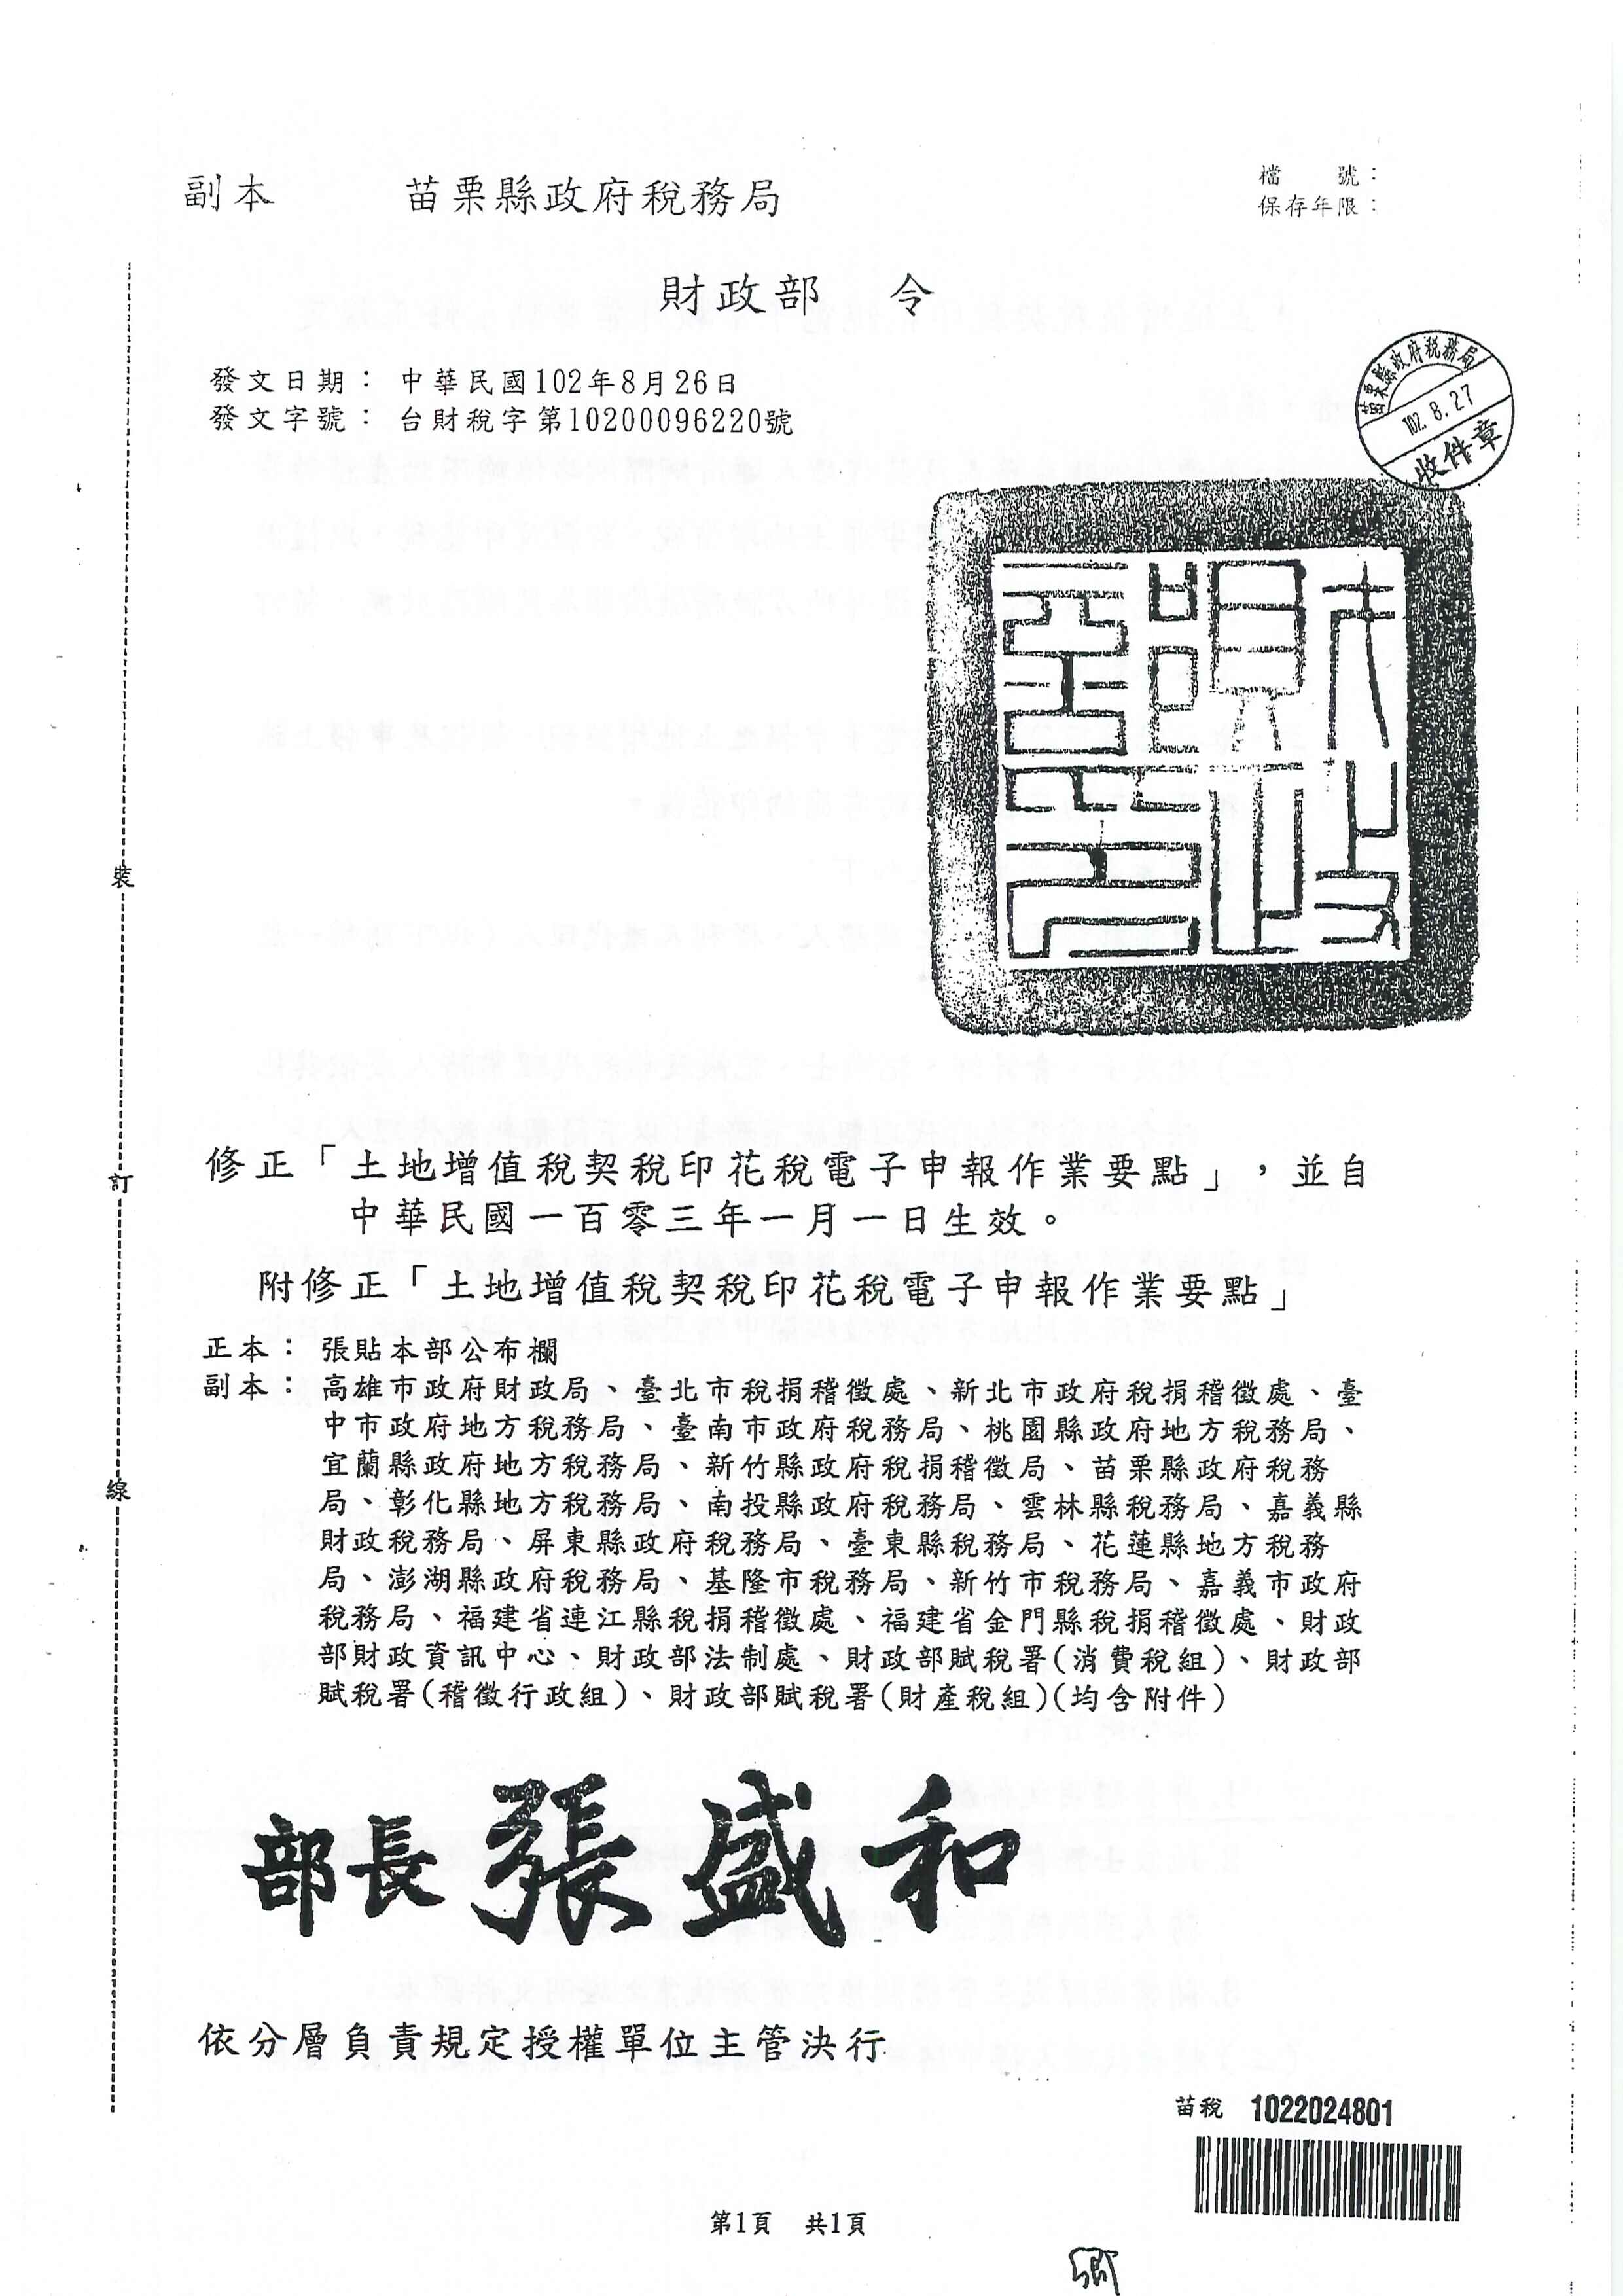 副本 苗栗縣政府稅務局
檔 號：
保存年限：
財政部 令
發文日期：中華民國102年8月26日
發文字號：台財稅字第10200096220號
苗栗縣政府稅務局
102.8.27
收件章
裝
訂
線
修正「土地增值稅契稅印花稅電子申報作業要點」，並自
中華民國一百零三年一月一日生效。
附修正「土地增值稅契稅印花稅電子申報作業要點」
正本：張貼本部公布欄
副本：高雄市政府財政局、臺北市稅捐稽徵處、新北市政府稅捐稽徵處、臺
中市政府地方稅務局、臺南市政府稅務局、桃園縣政府地方稅務局、
宜蘭縣政府地方稅務局、新竹縣政府稅捐稽徵局、苗栗縣政府稅務
局、彰化縣地方稅務局、南投縣政府稅務局、雲林縣稅務局、嘉義縣
財政稅務局、屏東縣政府稅務局、臺東縣稅務局、花蓮縣地方稅務
局、澎湖縣政府稅務局、基隆市稅務局、新竹市稅務局、嘉義市政府
稅務局、福建省連江縣稅捐稽徵處、福建省金門縣稅捐稽徵處、財政
部財政資訊中心、財政部法制處、財政部賦稅署(消費稅組)、財政部
賦稅署(稽徵行政組)、財政部賦稅署(財產稅組)(均含附件)
部長 張盛和
依分層負責規定授權單位主管決行
苗稅 1022024801
第1頁 共1頁